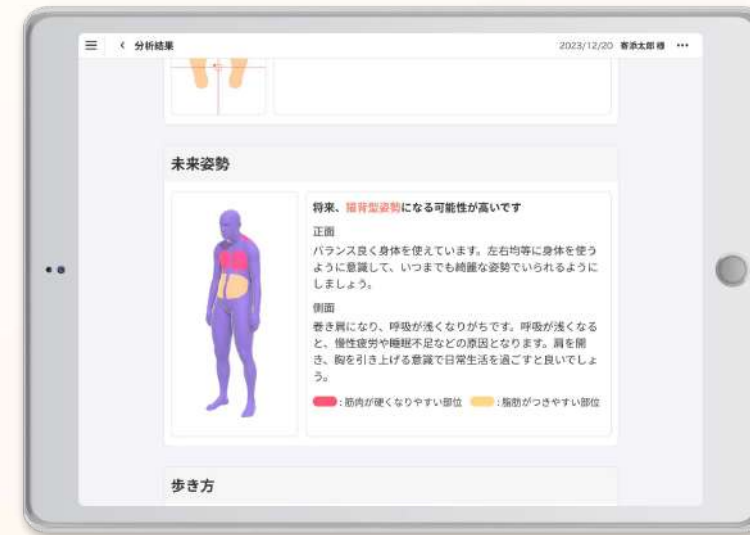 分析結果
2023/12/20 寄添太郎 様
未来姿勢
将来、猫背型姿勢になる可能性が高いです
正面
バランス良く身体を使えています。左右均等に身体を使う
ように意識して、いつまでも綺麗な姿勢でいられるように
しましょう。
側面
巻き肩になり、呼吸が浅くなりがちです。呼吸が浅くなる
と、慢性疲労や睡眠不足などの原因となります。肩を開
き、胸を引き上げる意識で日常生活を過ごすと良いでしょ
う。
: 筋肉が硬くなりやすい部位 : 脂肪がつきやすい部位
歩き方